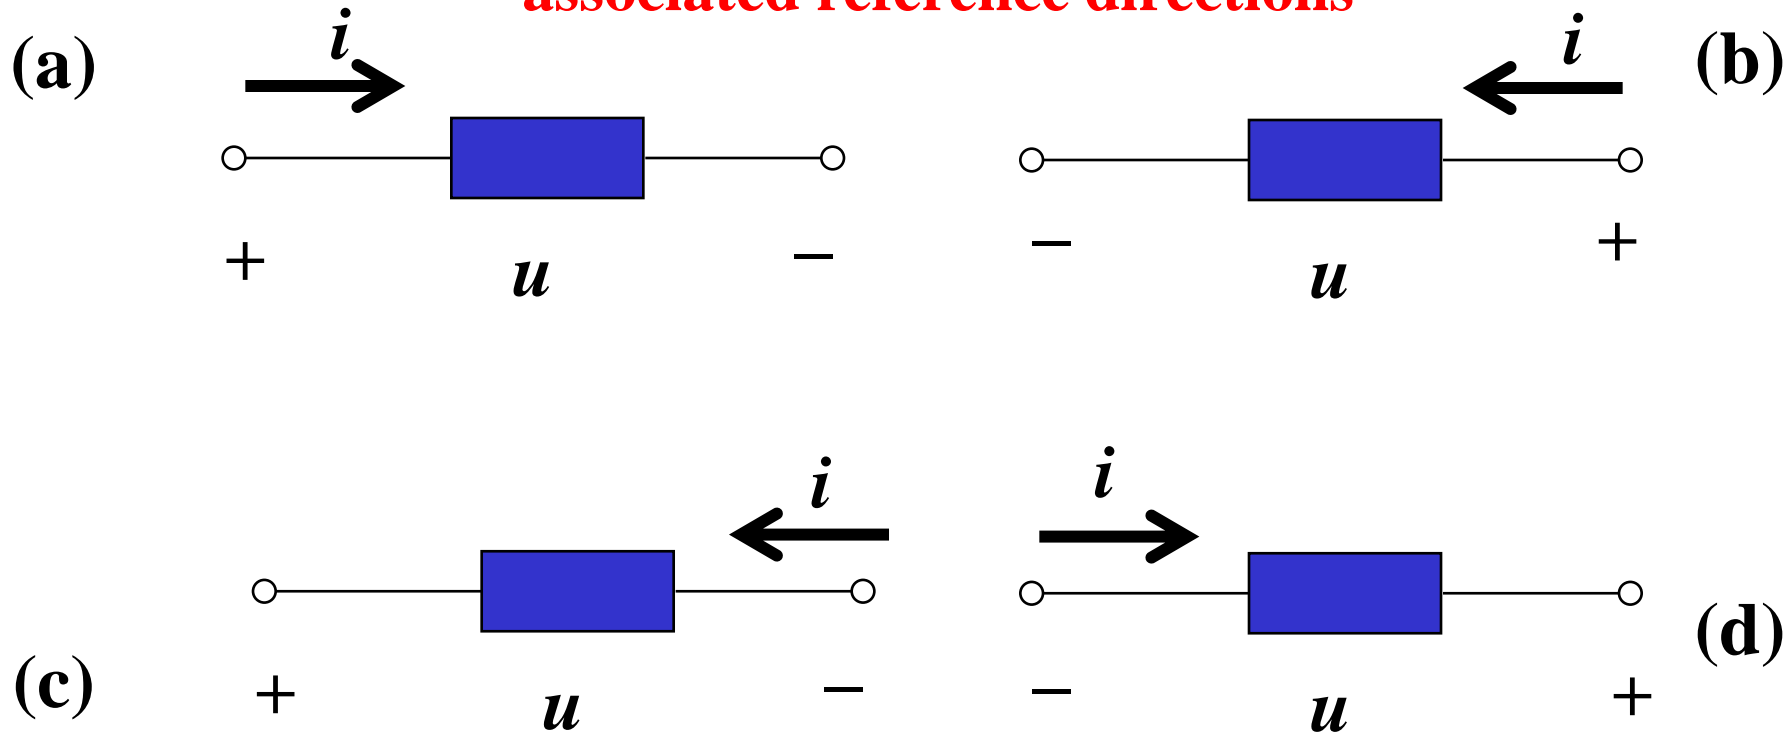 associated reference directions
(a) i i (b)
+ u − − u +
i i
(c) + u − − u + (d)